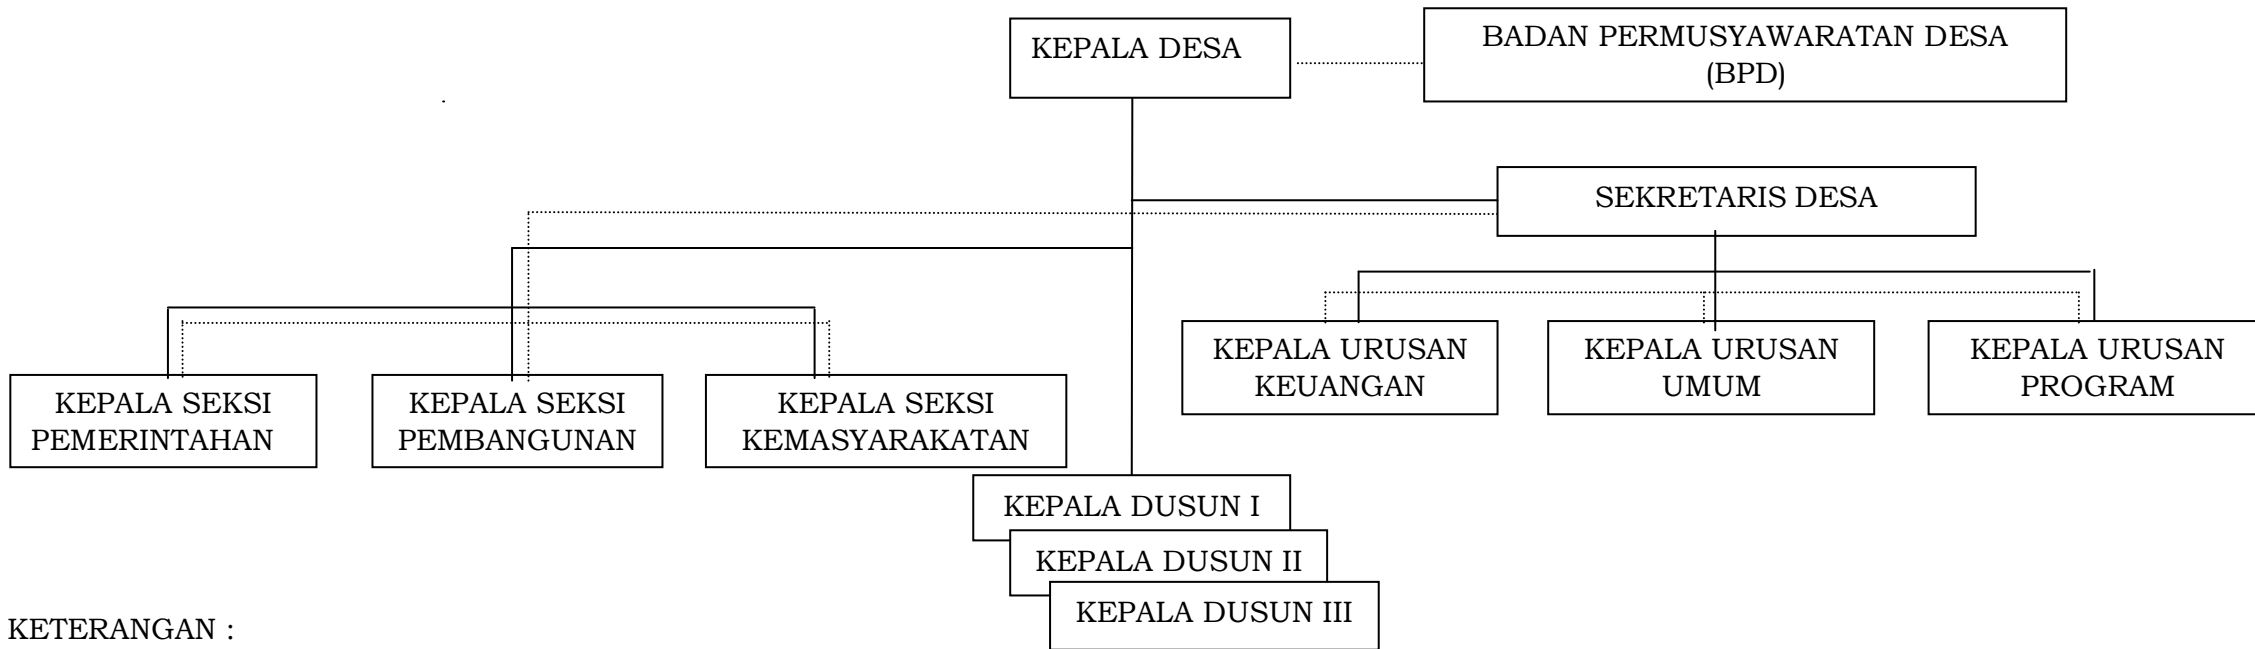 KEPALA DESA
BADAN PERMUSYAWARATAN DESA
(BPD)
SEKRETARIS DESA
KEPALA URUSAN
KEUANGAN
KEPALA URUSAN
UMUM
KEPALA URUSAN
PROGRAM
KEPALA SEKSI
PEMERINTAHAN
KEPALA SEKSI
PEMBANGUNAN
KEPALA SEKSI
KEMASYARAKATAN
KEPALA DUSUN I
KEPALA DUSUN II
KEPALA DUSUN III
KETERANGAN :